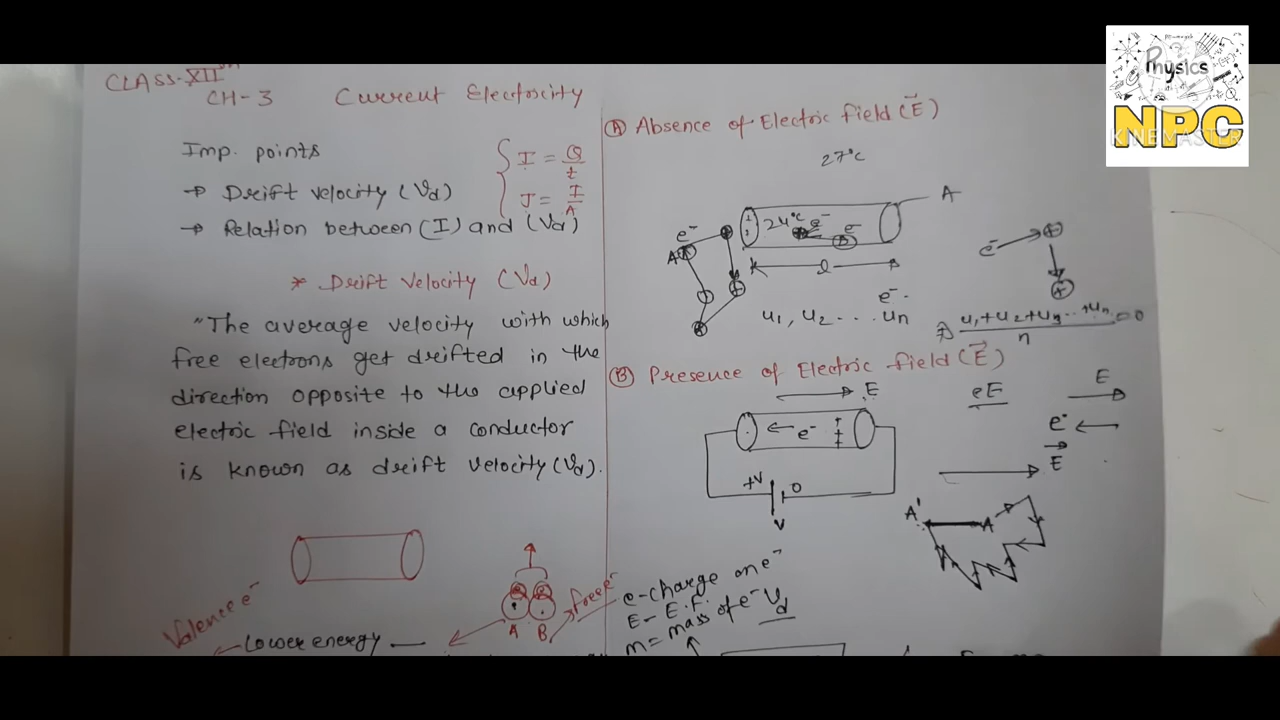 CLASS-XII
CH-3 Current Electricity
Imp. points
→ Drift velocity (Vd)
→ Relation between (I) and (Vd)
I = Q/t
J = I/A
* Drift Velocity (Vd)
"The average velocity with which
free electrons get drifted in the
direction opposite to the applied
electric field inside a conductor
is known as drift velocity (Vd).
Valence e⁻
Lower energy
A B
free e⁻
(A) Absence of Electric field (E⃗)
27°C
A
24°C e⁻ e⁻
e⁻
A
l
e⁻
u₁, u₂ ... uₙ
e⁻
⇒ u₁+u₂+u₃...+uₙ/n = 0
(B) Presence of Electric field (E⃗)
E
← e⁻
+V 0
V
eE
E
e⁻ ←
E⃗
A' A
e-charge on e⁻
E- E.F.
m= mass of e⁻ Vd
Physics
NPC
KINEMASTER